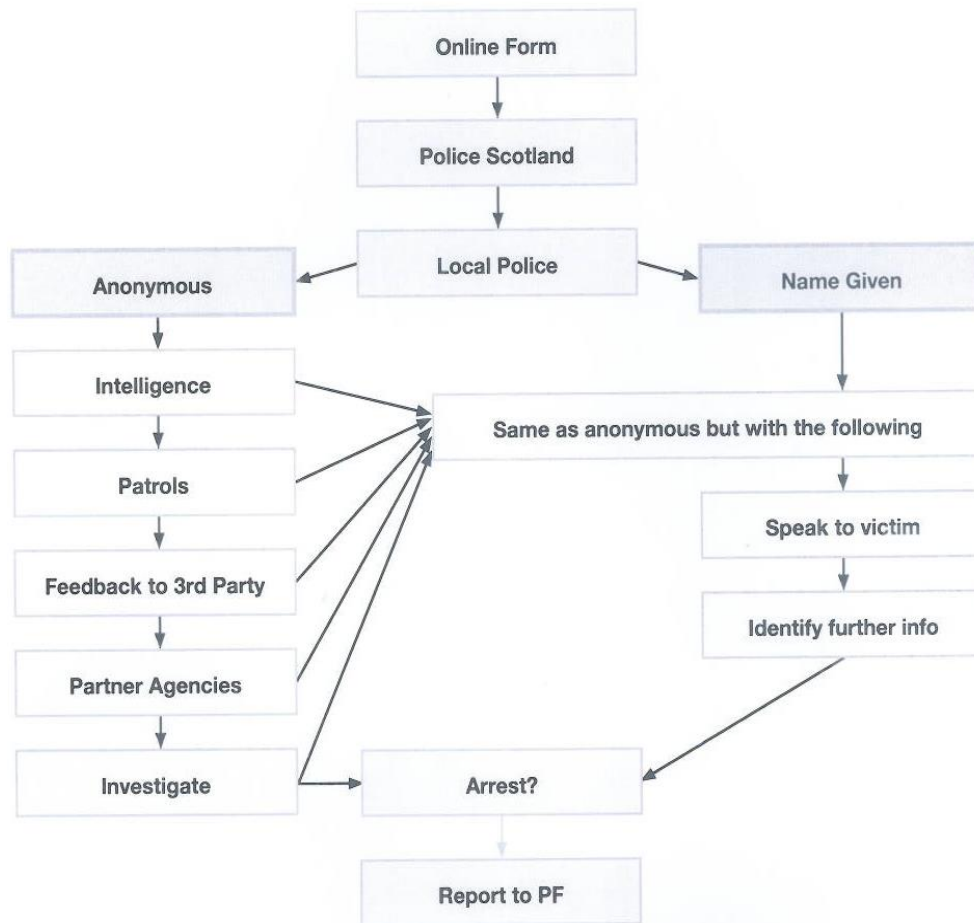 Online Form
Police Scotland
Local Police
Anonymous
Name Given
Intelligence
Same as anonymous but with the following
Patrols
Speak to victim
Feedback to 3rd Party
Identify further info
Partner Agencies
Investigate
Arrest?
Report to PF